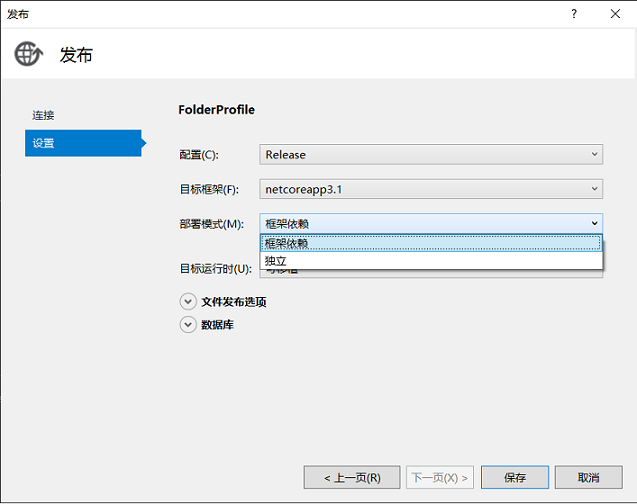 发布
?
发布
连接
设置
FolderProfile
配置(C):
Release
目标框架(F):
netcoreapp3.1
部署模式(M):
框架依赖
框架依赖
独立
目标运行时(U):
文件发布选项
数据库
< 上一页(R)
下一页(X) >
保存
取消